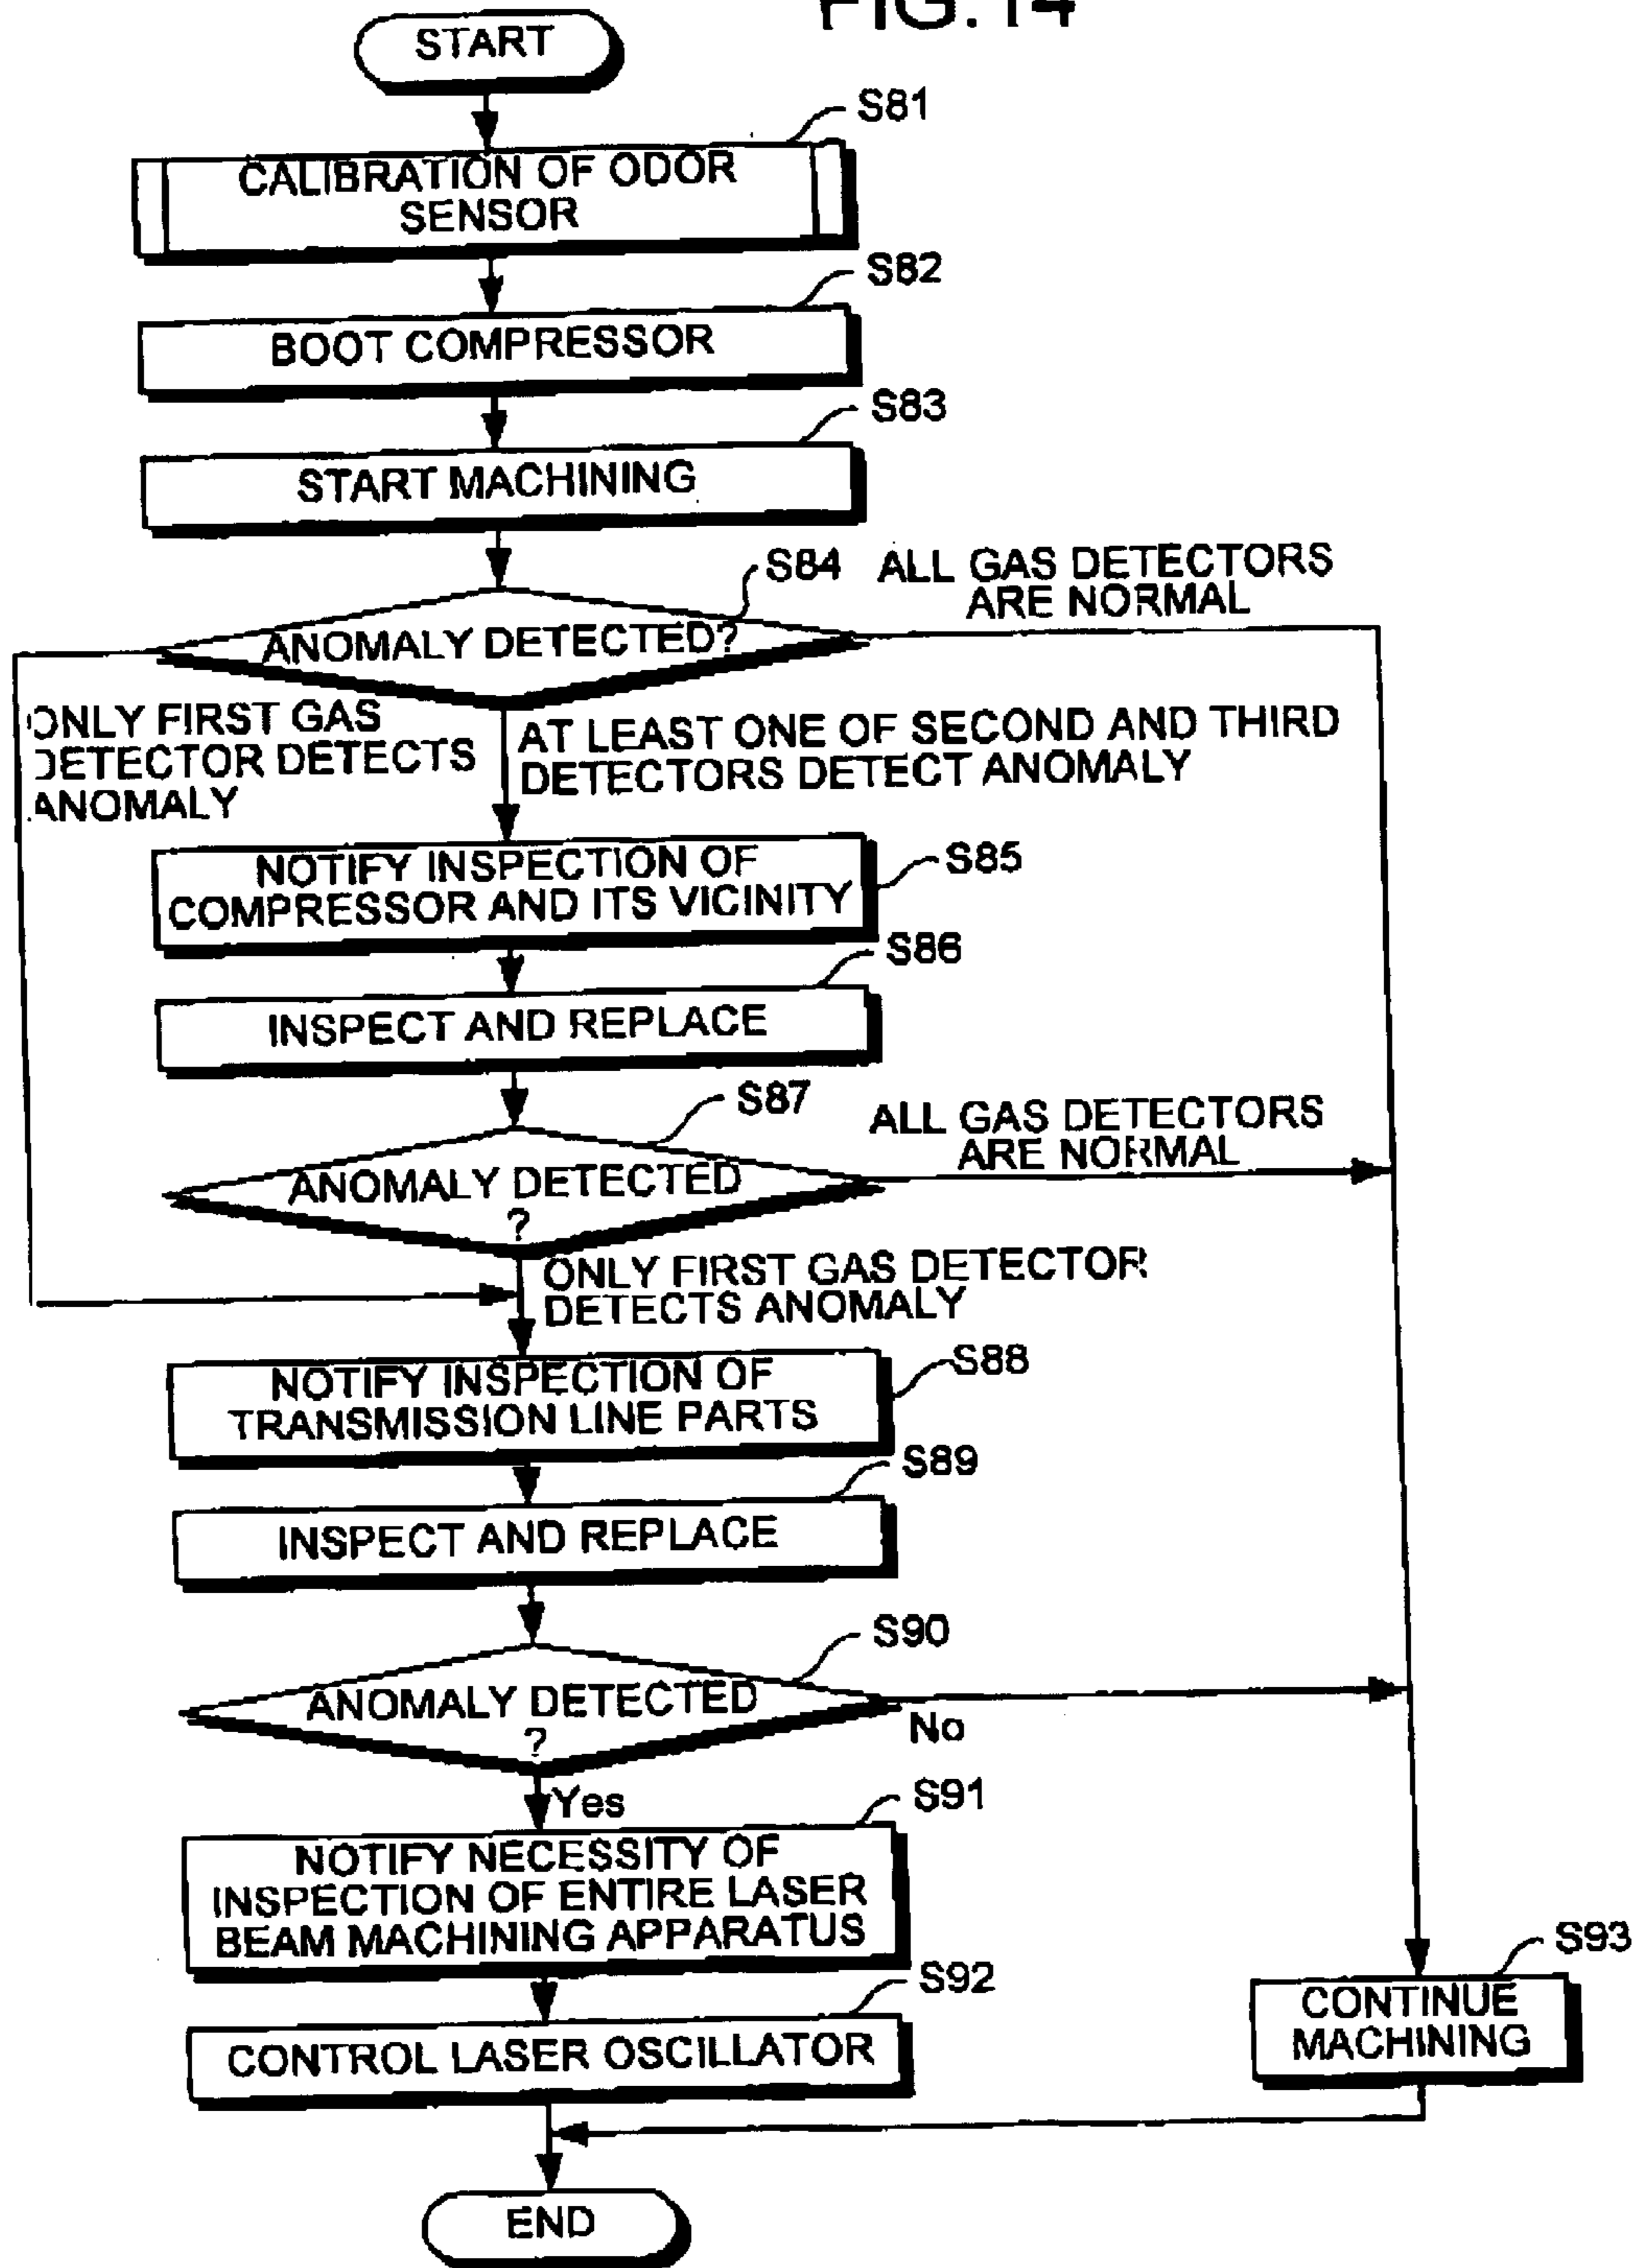 FIG.14
START
S81
CALIBRATION OF ODOR
SENSOR
S82
BOOT COMPRESSOR
S83
START MACHINING
S84
ALL GAS DETECTORS
ARE NORMAL
ANOMALY DETECTED?
ONLY FIRST GAS
DETECTOR DETECTS
ANOMALY
AT LEAST ONE OF SECOND AND THIRD
DETECTORS DETECT ANOMALY
NOTIFY INSPECTION OF
COMPRESSOR AND ITS VICINITY
S85
S86
INSPECT AND REPLACE
S87
ALL GAS DETECTORS
ARE NORMAL
ANOMALY DETECTED
?
ONLY FIRST GAS DETECTOR
DETECTS ANOMALY
NOTIFY INSPECTION OF
TRANSMISSION LINE PARTS
S88
S89
INSPECT AND REPLACE
S90
ANOMALY DETECTED
?
No
Yes
S91
NOTIFY NECESSITY OF
INSPECTION OF ENTIRE LASER
BEAM MACHINING APPARATUS
S92
CONTROL LASER OSCILLATOR
S93
CONTINUE
MACHINING
END